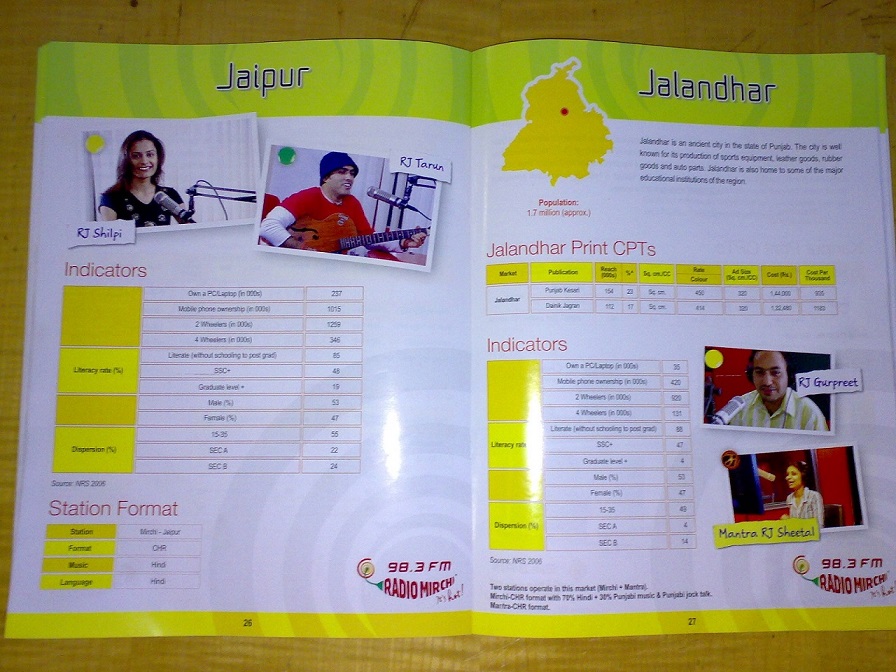 Jaipur
RJ Shilpi
RJ Tarun
Indicators
Own a PC/Laptop (in 000s) 237
Mobile phone ownership (in 000s) 1015
2 Wheelers (in 000s) 1259
4 Wheelers (in 000s) 346
Literacy rate (%) Literate (without schooling to post grad) 85
SSC+ 48
Graduate level + 19
Male (%) 53
Female (%) 47
Dispersion (%) 15-35 55
SEC A 22
SEC B 24
Source: NRS 2006
Station Format
Station Mirchi - Jaipur
Format CHR
Music Hindi
Language Hindi
98.3 FM
RADIO MIRCHI
It's hot!
26
Jalandhar
Jalandhar is an ancient city in the state of Punjab. The city is well
known for its production of sports equipment, leather goods, rubber
goods and auto parts. Jalandhar is also home to some of the major
educational institutions of the region.
Population:
1.7 million (approx.)
Jalandhar Print CPTs
Market Publication Reach (000s) %* Sq. cm./CC Rate Colour Ad Size (Sq. cm./CC) Cost (Rs.) Cost Per Thousand
Jalandhar Punjab Kesari 154 23 Sq. cm. 450 320 1,44,000 935
Dainik Jagran 112 17 Sq. cm. 320 1183
Indicators
Own a PC/Laptop (in 000s) 35
Mobile phone ownership (in 000s) 420
2 Wheelers (in 000s)
4 Wheelers (in 000s) 131
Literacy rate Literate (without schooling to post grad)
SSC+ 47
Graduate level + 4
Male (%) 53
Female (%) 47
Dispersion (%) 15-35 49
SEC A 4
SEC B 14
Source: NRS 2006
RJ Gurpreet
Mantra RJ Sheetal
Two stations operate in this market (Mirchi + Mantra).
Mirchi-CHR format with 70% Hindi + 30% Punjabi music & Punjabi jock talk.
Mantra-CHR format.
98.3 FM
RADIO MIRCHI
It's hot!
27